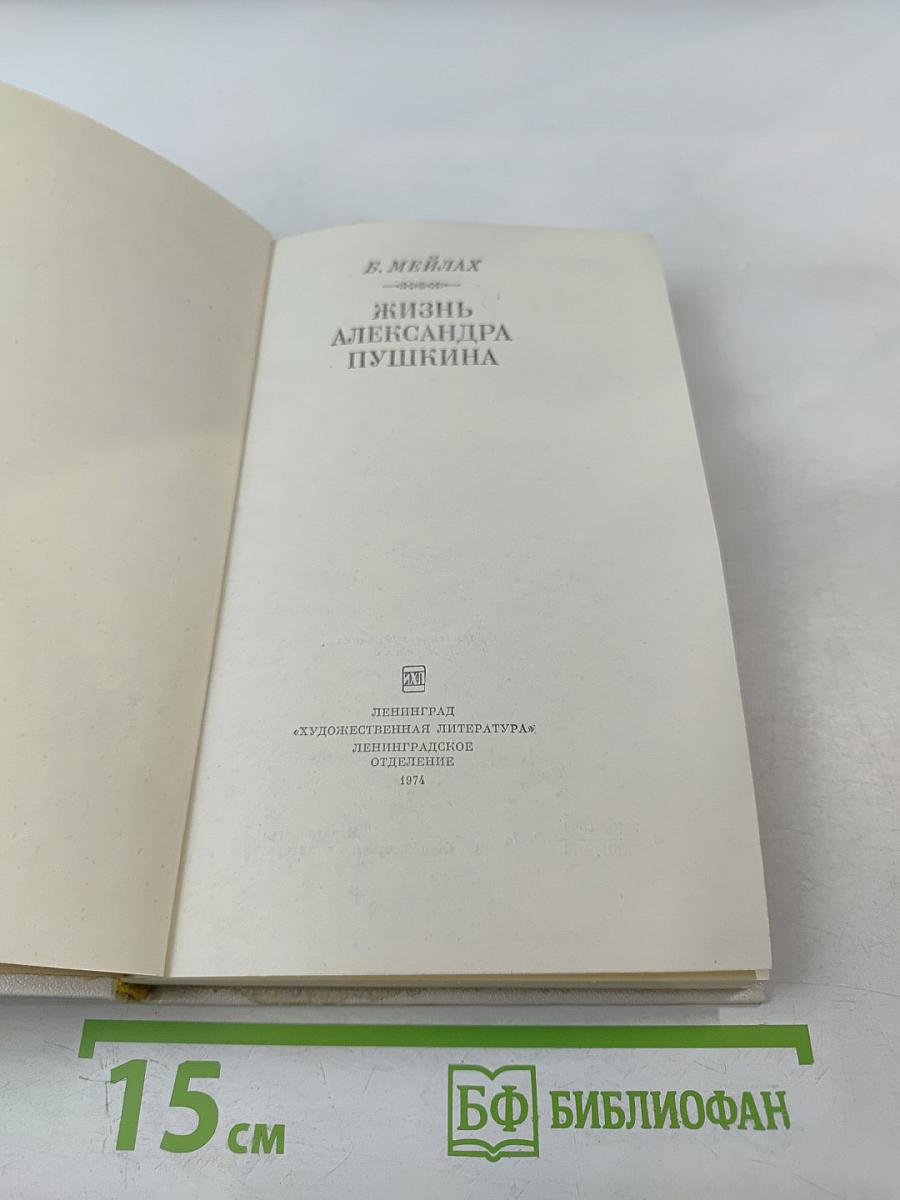 Б. МЕЙЛАХ
ЖИЗНЬ
АЛЕКСАНДРА
ПУШКИНА
ЛЕНИНГРАД
«ХУДОЖЕСТВЕННАЯ ЛИТЕРАТУРА»
ЛЕНИНГРАДСКОЕ
ОТДЕЛЕНИЕ
1974
15 см
БФ БИБЛИОФАН